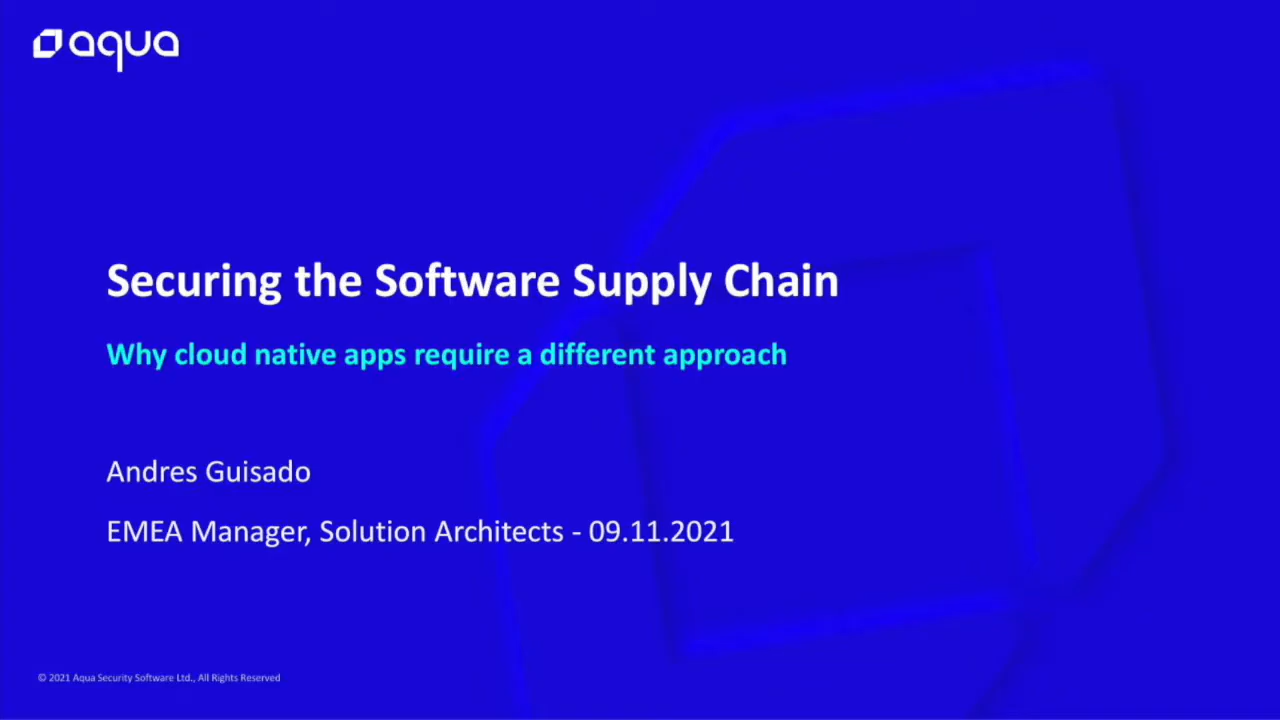 aqua
Securing the Software Supply Chain
Why cloud native apps require a different approach
Andres Guisado
EMEA Manager, Solution Architects - 09.11.2021
© 2021 Aqua Security Software Ltd., All Rights Reserved